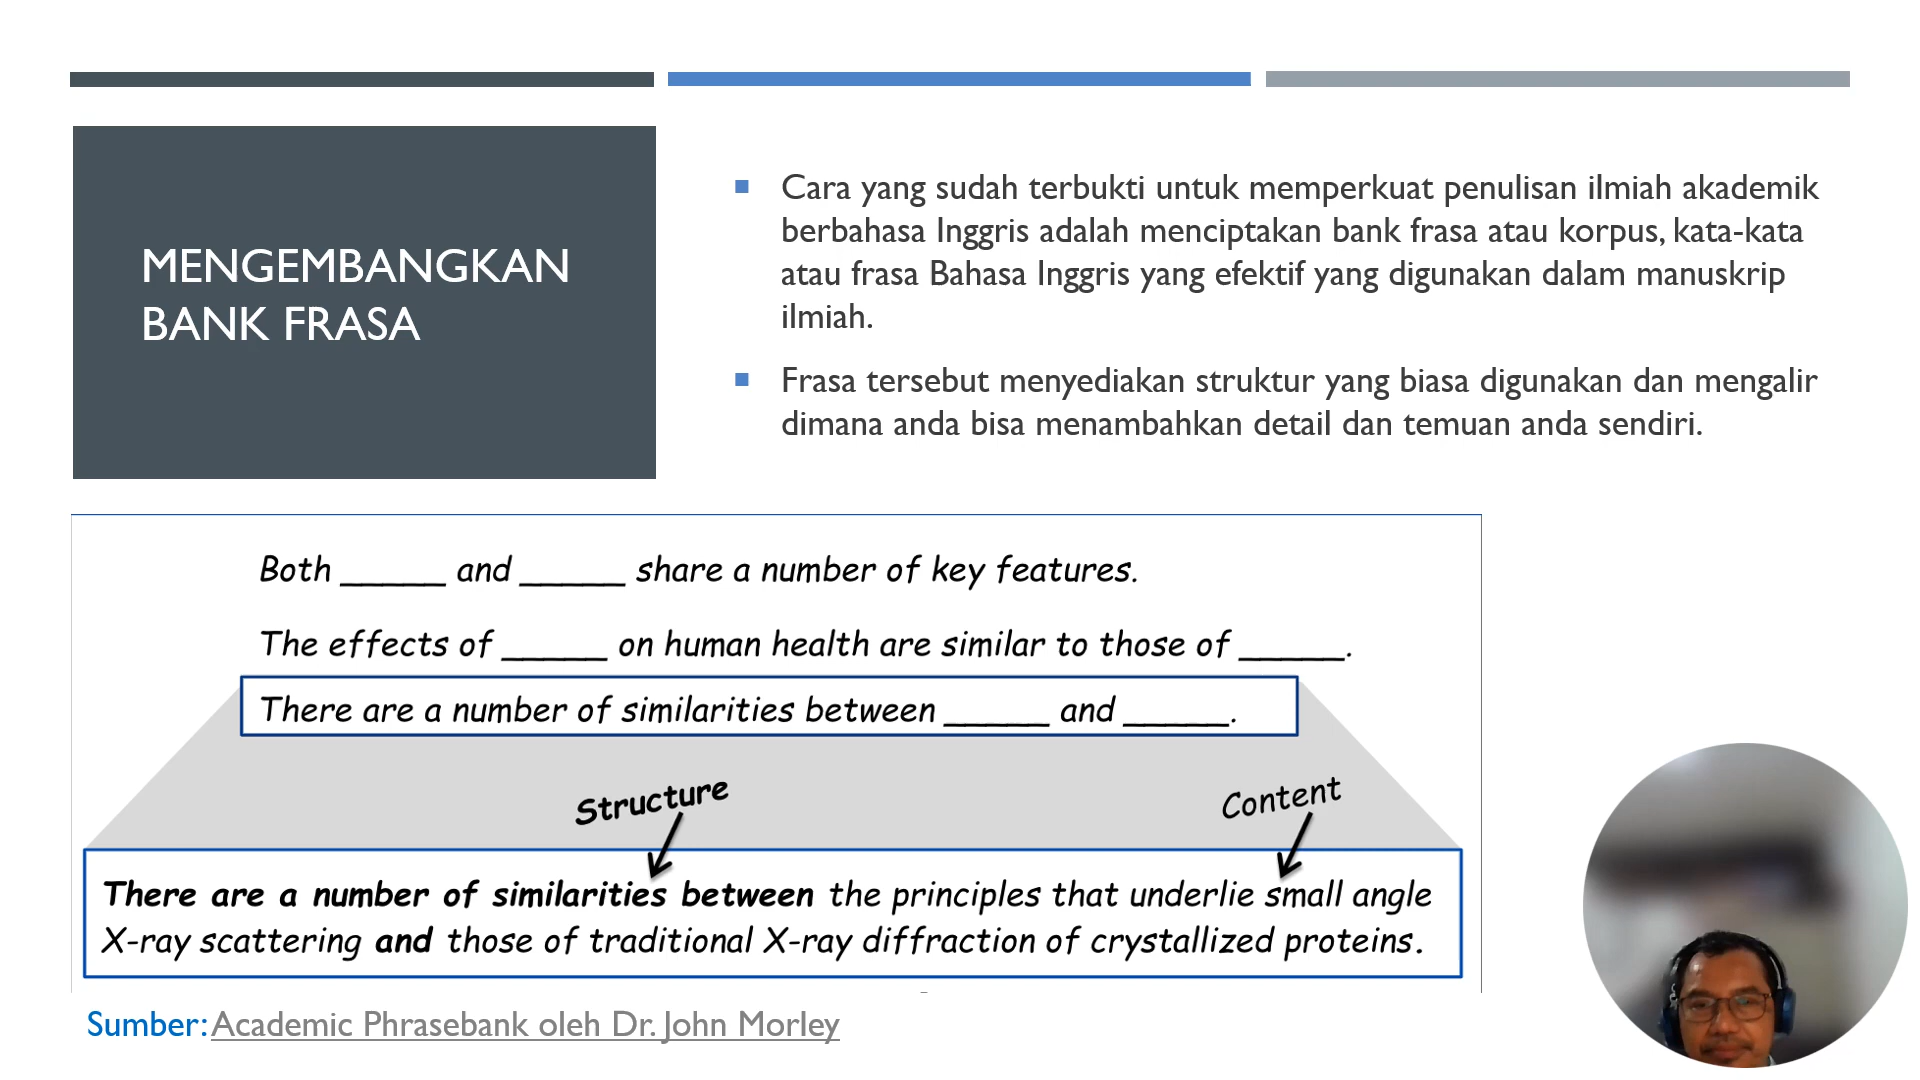 MENGEMBANGKAN
BANK FRASA
Cara yang sudah terbukti untuk memperkuat penulisan ilmiah akademik
berbahasa Inggris adalah menciptakan bank frasa atau korpus, kata-kata
atau frasa Bahasa Inggris yang efektif yang digunakan dalam manuskrip
ilmiah.
Frasa tersebut menyediakan struktur yang biasa digunakan dan mengalir
dimana anda bisa menambahkan detail dan temuan anda sendiri.
Both _____ and _____ share a number of key features.
The effects of _____ on human health are similar to those of _____.
There are a number of similarities between _____ and _____.
Structure
Content
There are a number of similarities between the principles that underlie small angle
X-ray scattering and those of traditional X-ray diffraction of crystallized proteins.
Sumber: Academic Phrasebank oleh Dr. John Morley